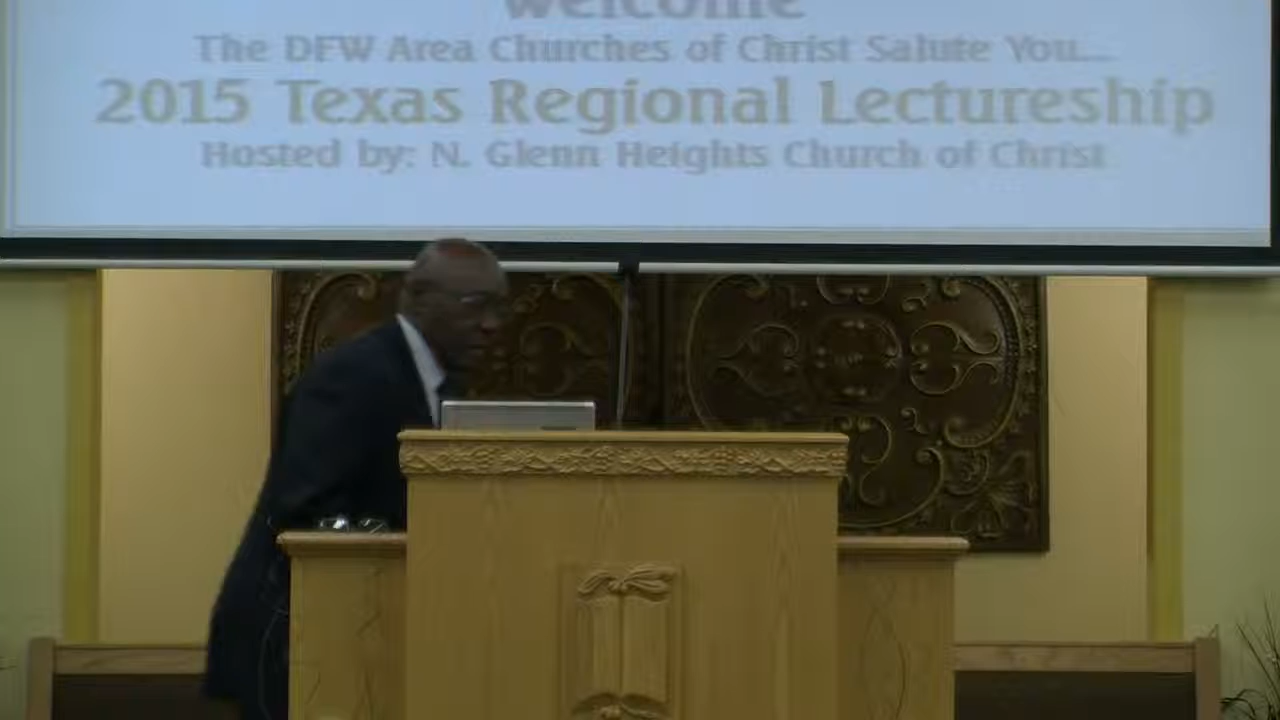 Welcome
The DFW Area Churches of Christ Salute You...
2015 Texas Regional Lectureship
Hosted by: N. Glenn Heights Church of Christ